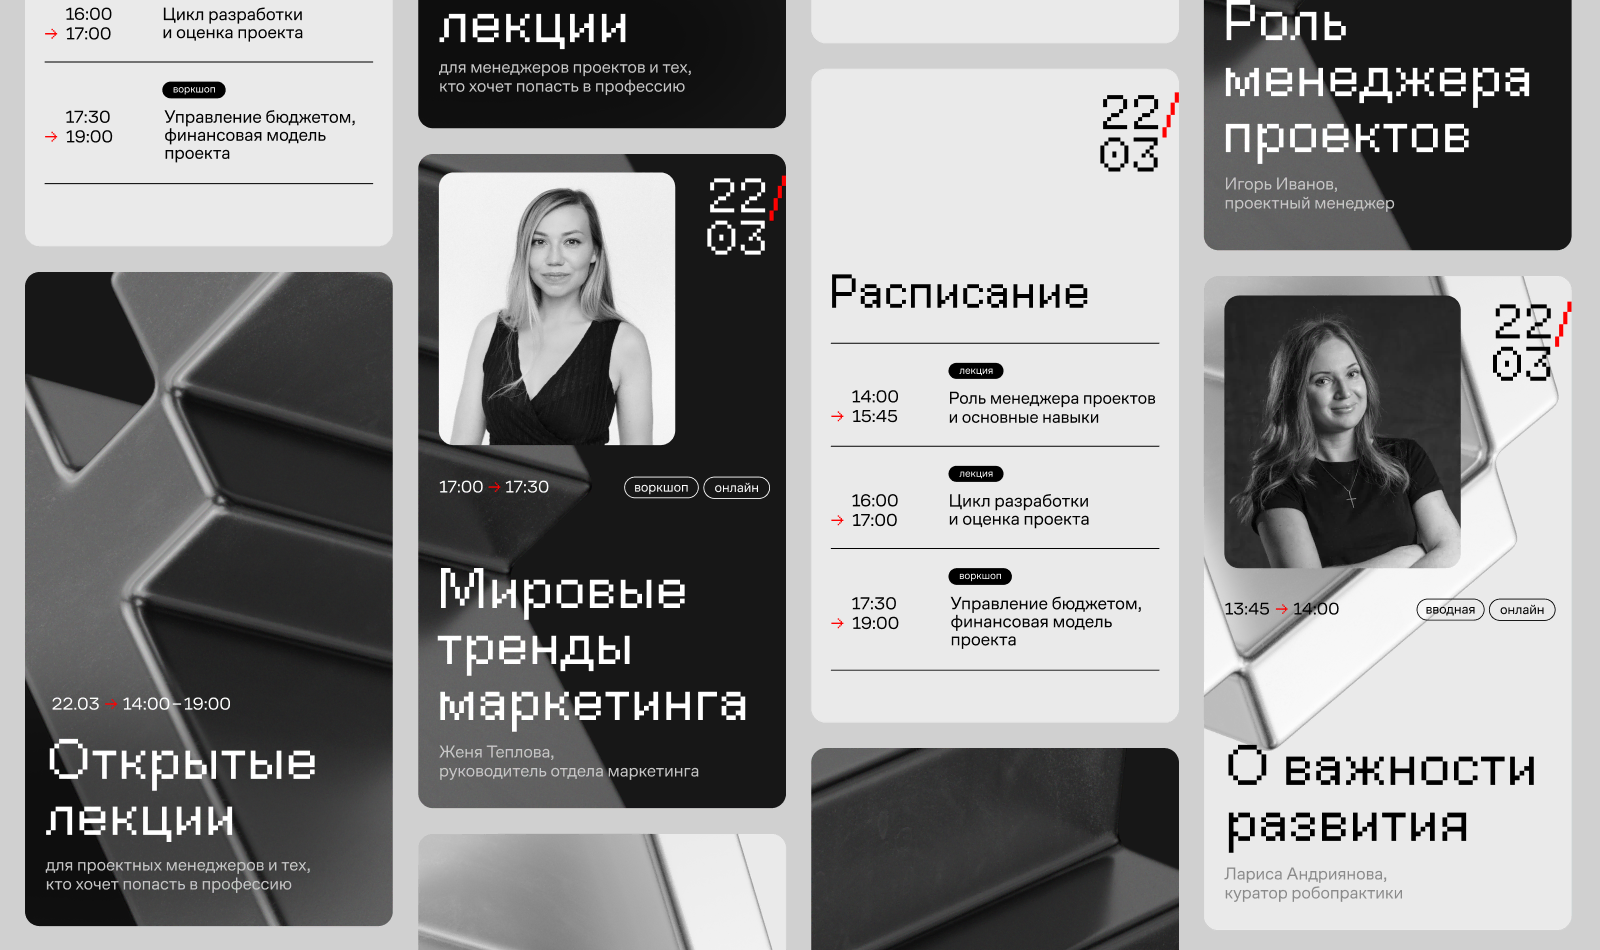 16:00
→ 17:00
Цикл разработки
и оценка проекта
воркшоп
17:30
→ 19:00
Управление бюджетом,
финансовая модель
проекта
22.03 → 14:00–19:00
Открытые
лекции
для проектных менеджеров и тех,
кто хочет попасть в профессию
лекции
для менеджеров проектов и тех,
кто хочет попасть в профессию
22/
03
17:00 → 17:30
воркшоп
онлайн
Мировые
тренды
маркетинга
Женя Теплова,
руководитель отдела маркетинга
22/
03
Расписание
лекция
14:00
→ 15:45
Роль менеджера проектов
и основные навыки
лекция
16:00
→ 17:00
Цикл разработки
и оценка проекта
воркшоп
17:30
→ 19:00
Управление бюджетом,
финансовая модель
проекта
Роль
менеджера
проектов
Игорь Иванов,
проектный менеджер
22/
03
13:45 → 14:00
вводная
онлайн
О важности
развития
Лариса Андриянова,
куратор робопрактики